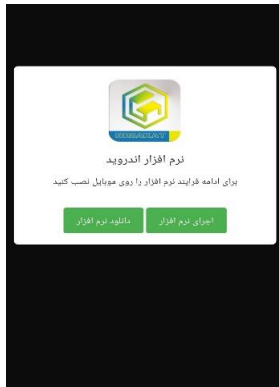 نرم افزار اندروید
برای ادامه فرایند نرم افزار را روی موبایل نصب کنید
اجرای نرم افزار
دانلود نرم افزار